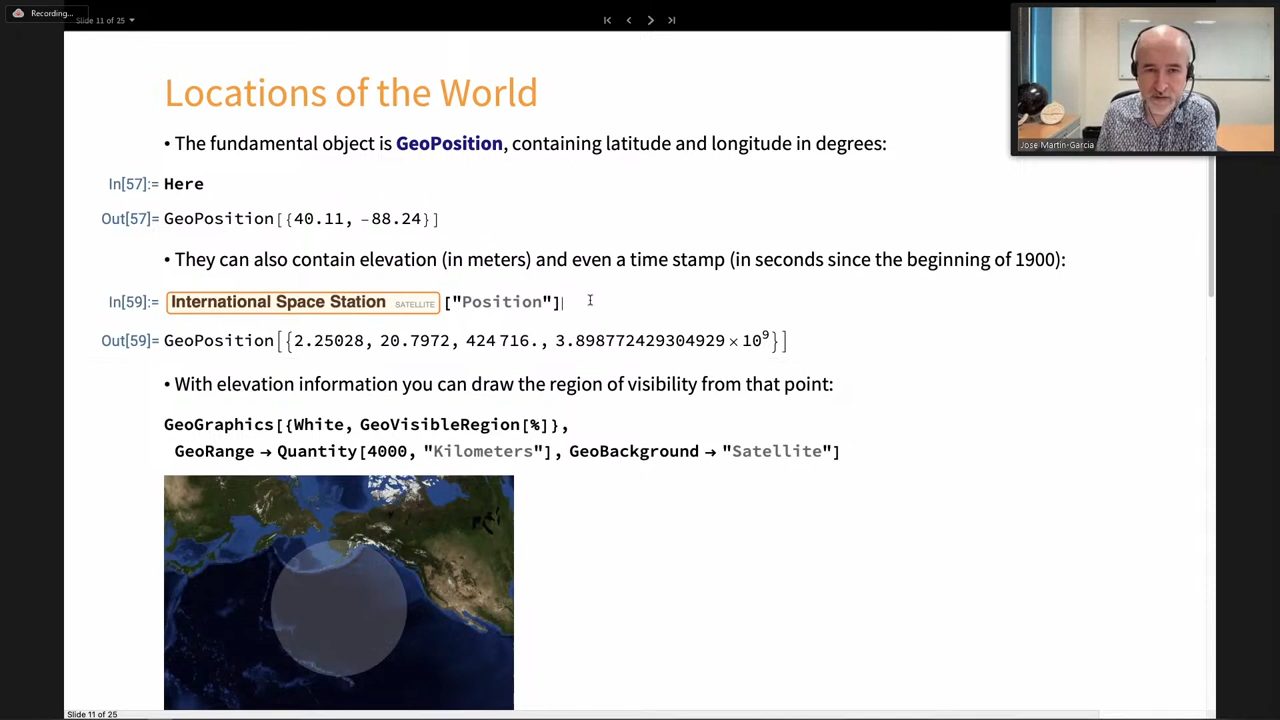 Recording...
Slide 11 of 25
Locations of the World
• The fundamental object is GeoPosition, containing latitude and longitude in degrees:
In[57]:= Here
Out[57]= GeoPosition[{40.11, -88.24}]
• They can also contain elevation (in meters) and even a time stamp (in seconds since the beginning of 1900):
In[59]:= International Space Station SATELLITE ["Position"]
Out[59]= GeoPosition[{2.25028, 20.7972, 424 716., 3.898772429304929 × 10^9}]
• With elevation information you can draw the region of visibility from that point:
GeoGraphics[{White, GeoVisibleRegion[%]},
GeoRange → Quantity[4000, "Kilometers"], GeoBackground → "Satellite"]
Jose Martin-Garcia
Slide 11 of 25